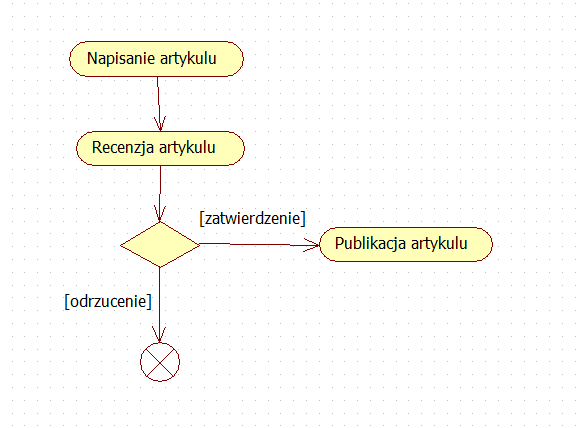 Napisanie artykulu
Recenzja artykulu
[zatwierdzenie]
Publikacja artykulu
[odrzucenie]